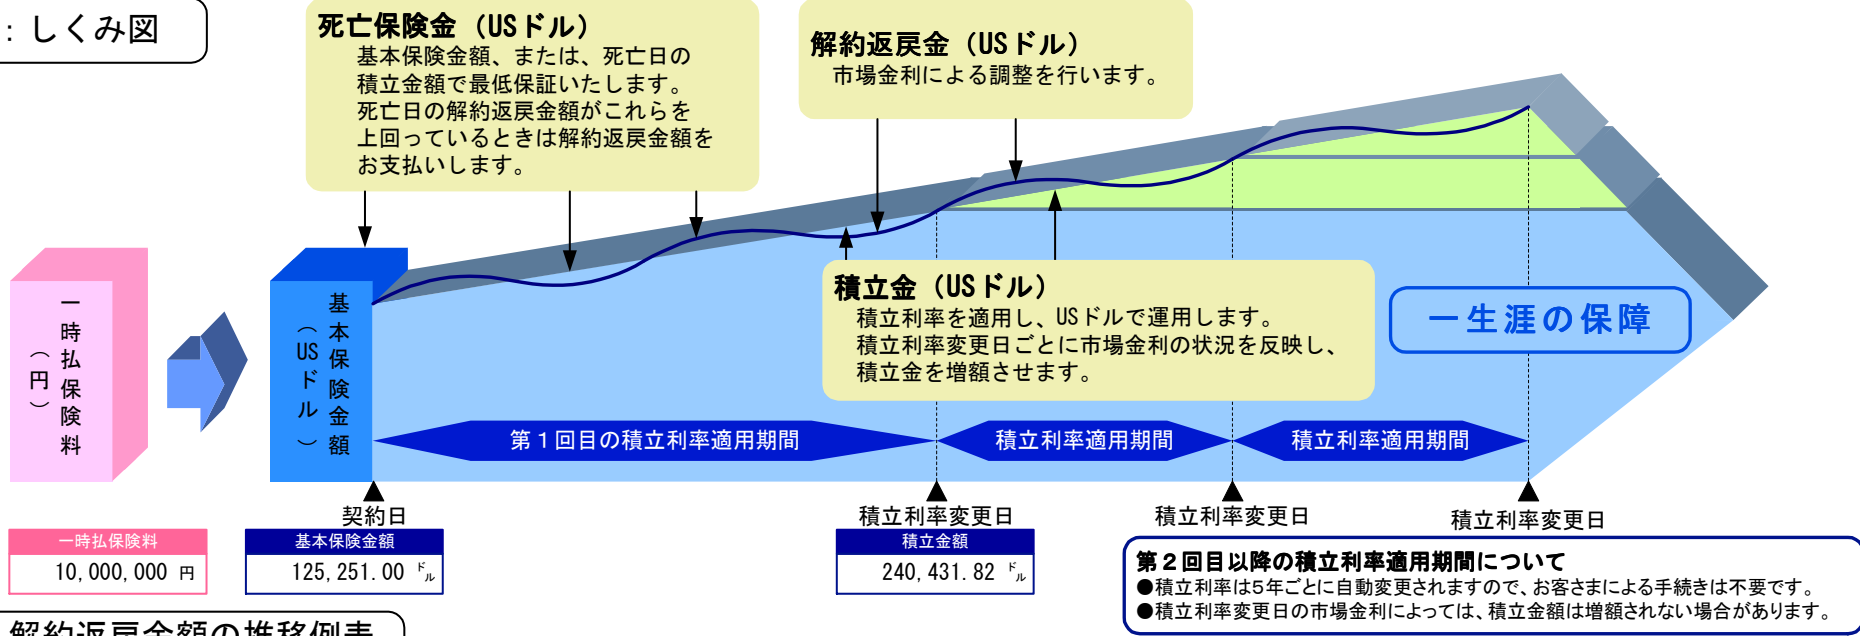 ：しくみ図
死亡保険金（USドル）
基本保険金額、または、死亡日の
積立金額で最低保証いたします。
死亡日の解約返戻金額がこれらを
上回っているときは解約返戻金額を
お支払いします。
解約返戻金（USドル）
市場金利による調整を行います。
積立金（USドル）
積立利率を適用し、USドルで運用します。
積立利率変更日ごとに市場金利の状況を反映し、
積立金を増額させます。
一生涯の保障
一時払保険料
（円）
基本保険金額
（USドル）
第１回目の積立利率適用期間
積立利率適用期間
積立利率適用期間
契約日
積立利率変更日
積立利率変更日
積立利率変更日
一時払保険料
10,000,000 円
基本保険金額
125,251.00 ドル
積立金額
240,431.82 ドル
第２回目以降の積立利率適用期間について
●積立利率は5年ごとに自動変更されますので、お客さまによる手続きは不要です。
●積立利率変更日の市場金利によっては、積立金額は増額されない場合があります。
解約返戻金額の推移例表